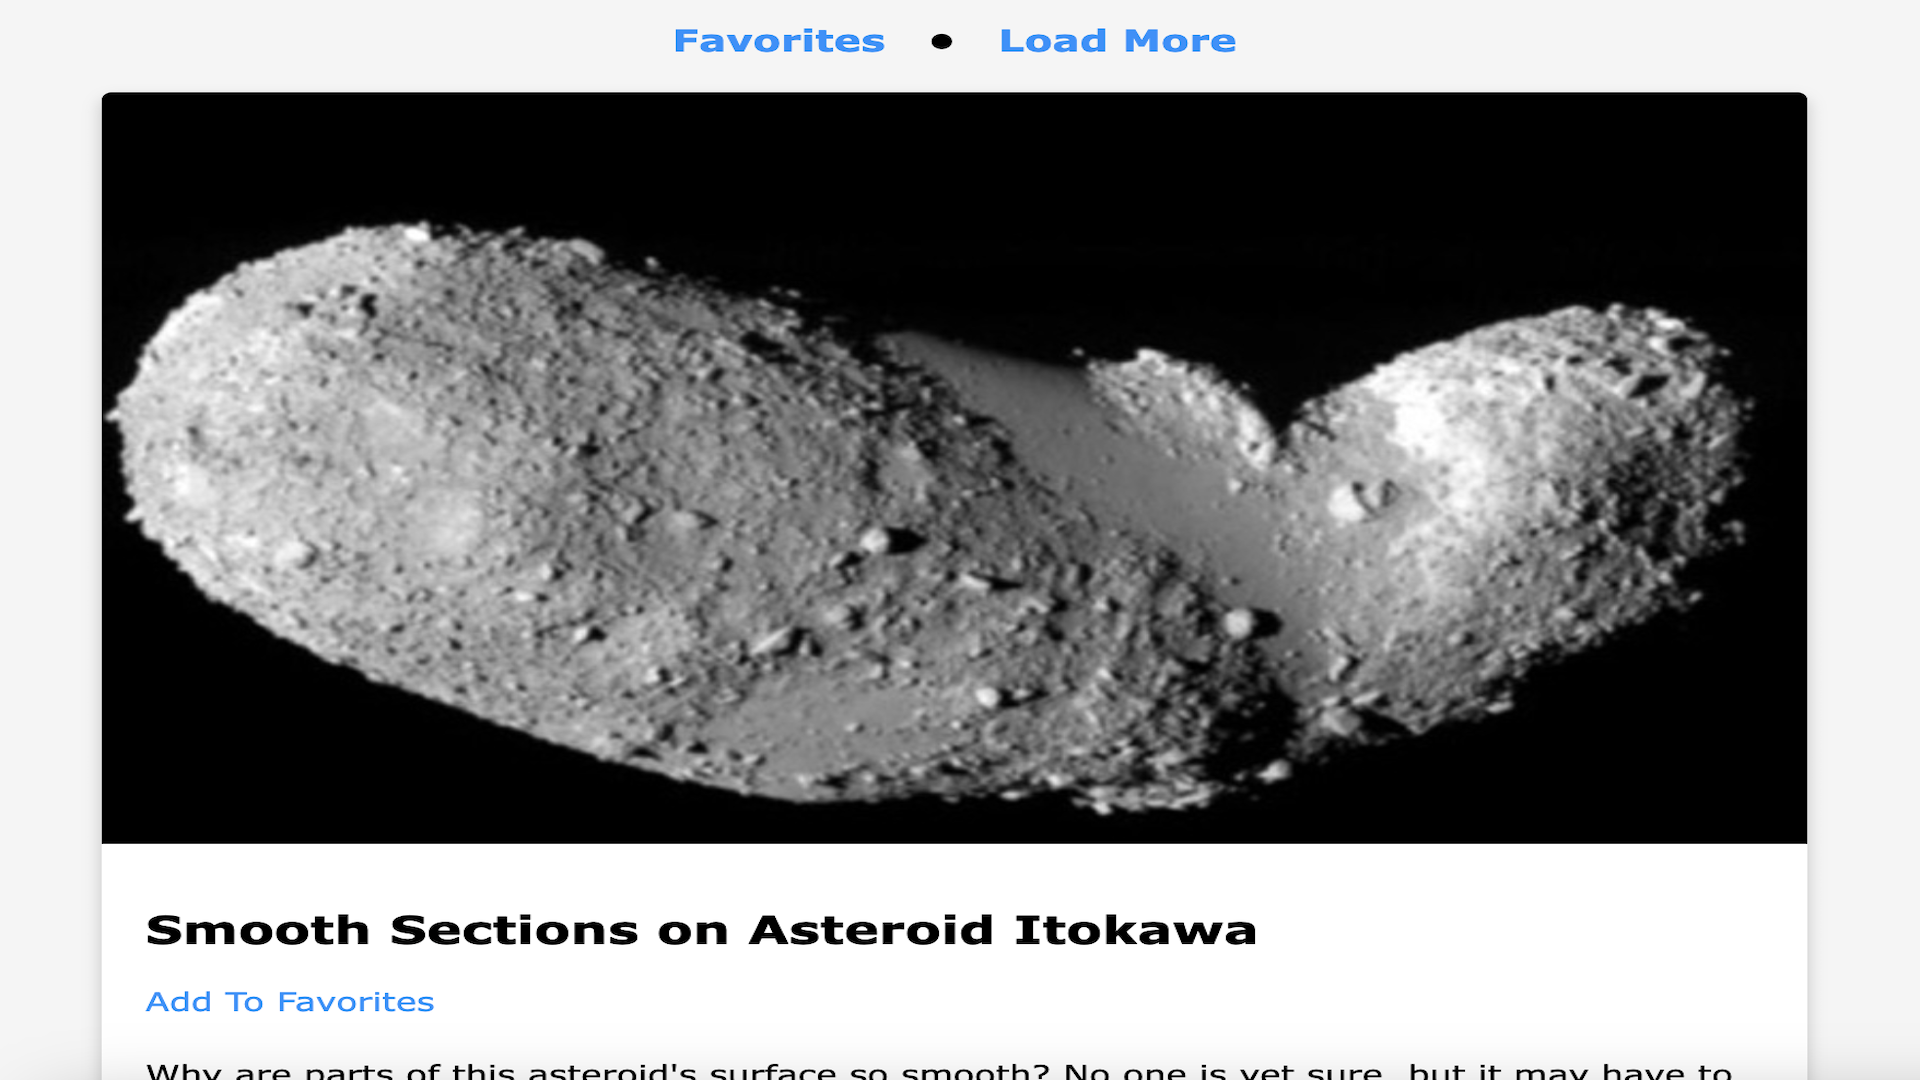 Favorites • Load More
Smooth Sections on Asteroid Itokawa
Add To Favorites
Why are parts of this asteroid's surface so smooth? No one is yet sure, but it may have to